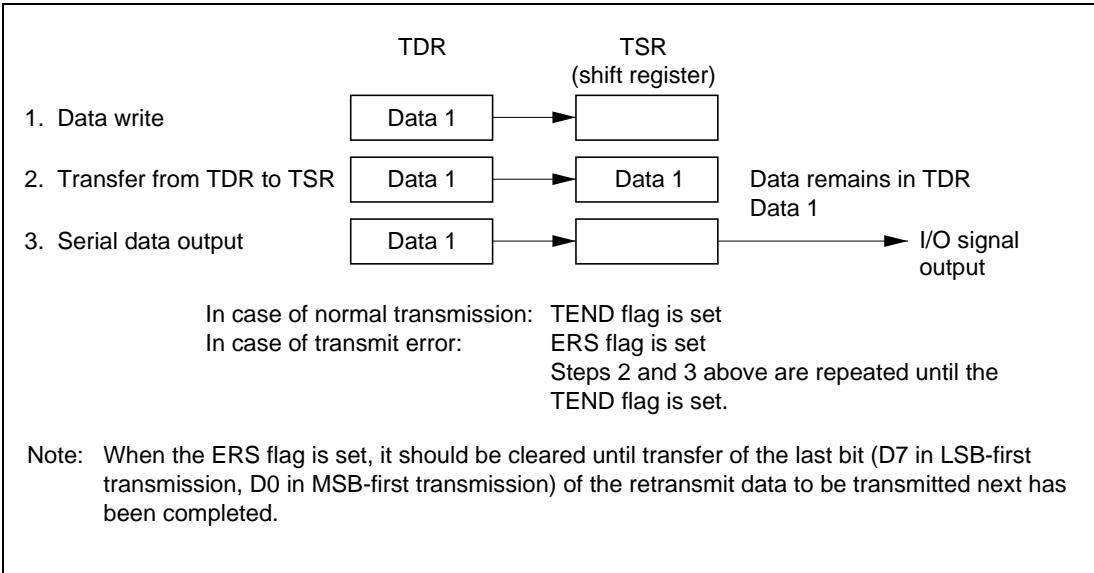 TDR
TSR
(shift register)
1. Data write
Data 1
2. Transfer from TDR to TSR
Data 1
Data 1
Data remains in TDR
Data 1
3. Serial data output
Data 1
I/O signal
output
In case of normal transmission: TEND flag is set
In case of transmit error: ERS flag is set
Steps 2 and 3 above are repeated until the
TEND flag is set.
Note: When the ERS flag is set, it should be cleared until transfer of the last bit (D7 in LSB-first
transmission, D0 in MSB-first transmission) of the retransmit data to be transmitted next has
been completed.